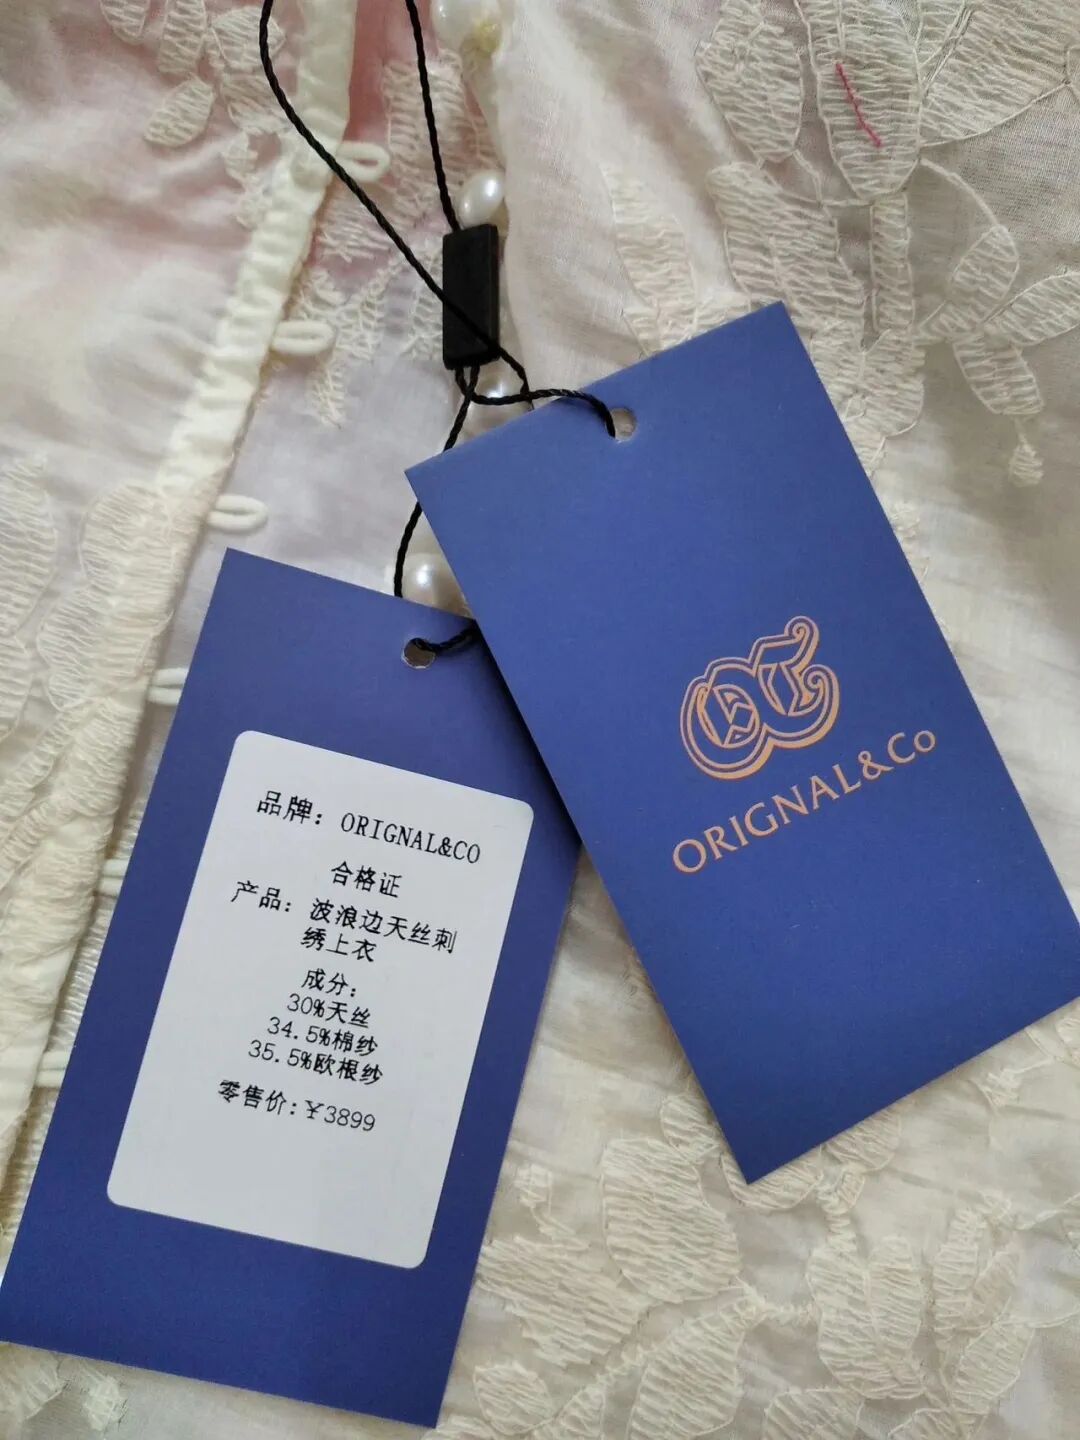 品牌：ORIGNAL&CO
合格证
产品：波浪边天丝刺
绣上衣
成分：
30%天丝
34.5%棉纱
35.5%欧根纱
零售价：¥3899
ORIGNAL&Co